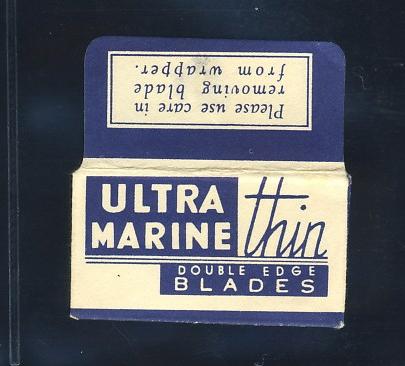 Please use care in
removing blade
from wrapper.
ULTRA
MARINE
thin
DOUBLE EDGE
BLADES